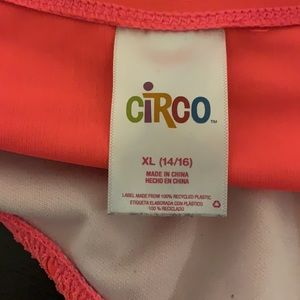 CiRCO™
XL (14/16)
MADE IN CHINA
HECHO EN CHINA
LABEL MADE FROM 100% RECYCLED PLASTIC
ETIQUETA ELABORADA CON PLÁSTICO
100 % RECICLADO